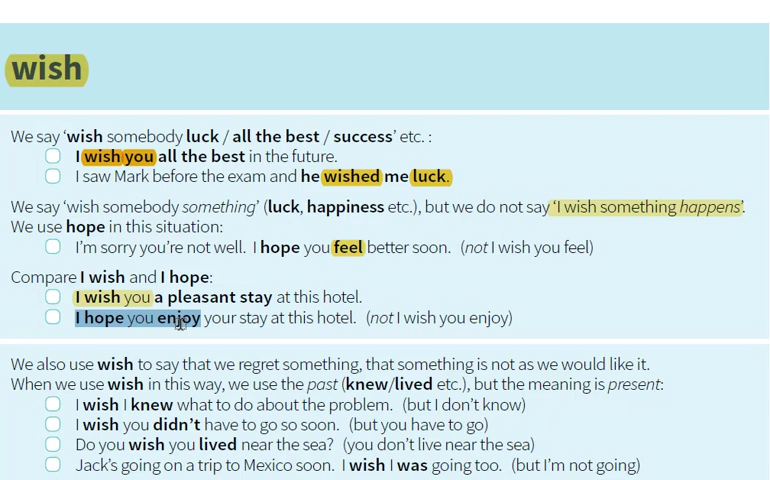 wish
We say ‘wish somebody luck / all the best / success’ etc. :
I wish you all the best in the future.
I saw Mark before the exam and he wished me luck.
We say ‘wish somebody something’ (luck, happiness etc.), but we do not say ‘I wish something happens’.
We use hope in this situation:
I’m sorry you’re not well. I hope you feel better soon. (not I wish you feel)
Compare I wish and I hope:
I wish you a pleasant stay at this hotel.
I hope you enjoy your stay at this hotel. (not I wish you enjoy)
We also use wish to say that we regret something, that something is not as we would like it.
When we use wish in this way, we use the past (knew/lived etc.), but the meaning is present:
I wish I knew what to do about the problem. (but I don’t know)
I wish you didn’t have to go so soon. (but you have to go)
Do you wish you lived near the sea? (you don’t live near the sea)
Jack’s going on a trip to Mexico soon. I wish I was going too. (but I’m not going)